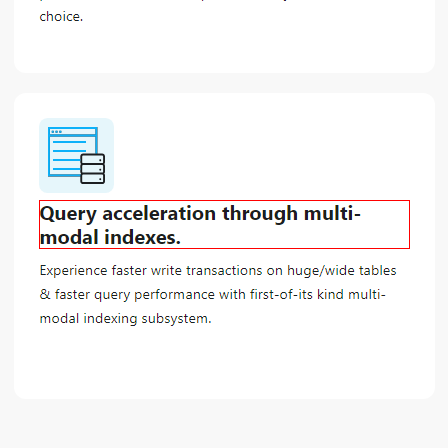 choice.
Query acceleration through multi-
modal indexes.
Experience faster write transactions on huge/wide tables
& faster query performance with first-of-its kind multi-
modal indexing subsystem.